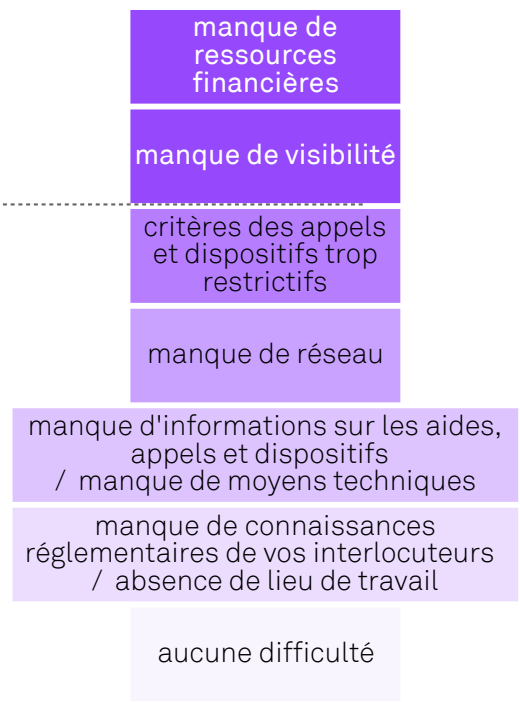 manque de
ressources
financières
manque de visibilité
critères des appels
et dispositifs trop
restrictifs
manque de réseau
manque d'informations sur les aides,
appels et dispositifs
/ manque de moyens techniques
manque de connaissances
réglementaires de vos interlocuteurs
/ absence de lieu de travail
aucune difficulté